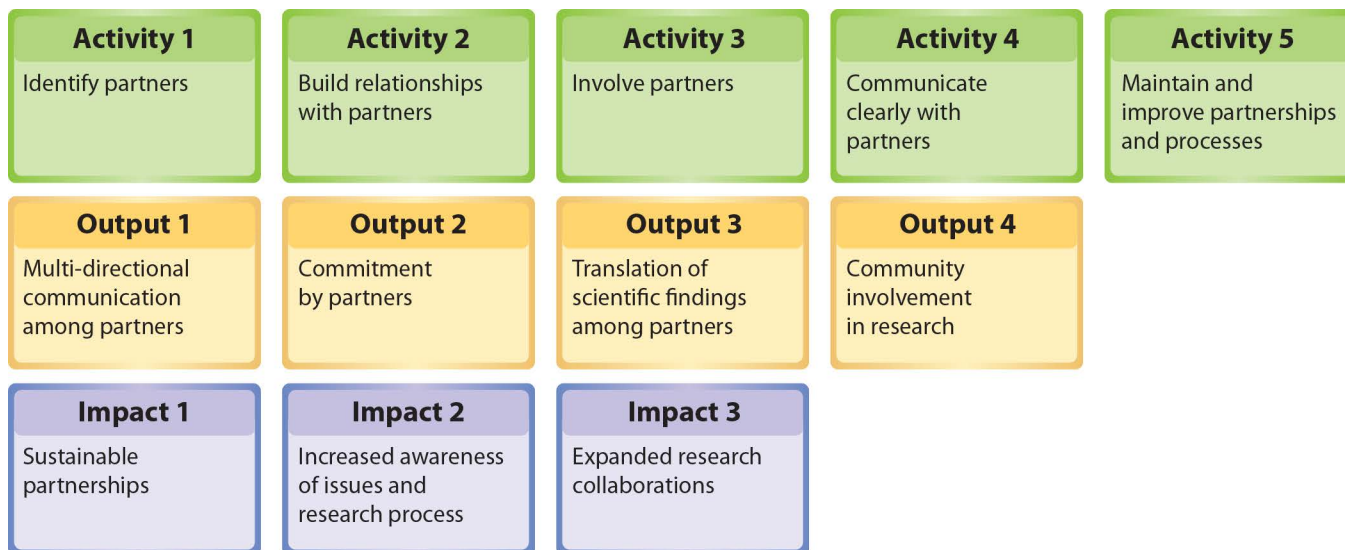 Activity 1
Identify partners
Activity 2
Build relationships
with partners
Activity 3
Involve partners
Activity 4
Communicate
clearly with
partners
Activity 5
Maintain and
improve partnerships
and processes
Output 1
Multi-directional
communication
among partners
Output 2
Commitment
by partners
Output 3
Translation of
scientific findings
among partners
Output 4
Community
involvement
in research
Impact 1
Sustainable
partnerships
Impact 2
Increased awareness
of issues and
research process
Impact 3
Expanded research
collaborations